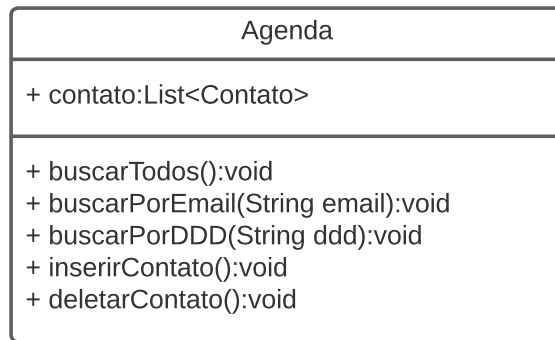 Agenda
+ contato:List<Contato>
+ buscarTodos():void
+ buscarPorEmail(String email):void
+ buscarPorDDD(String ddd):void
+ inserirContato():void
+ deletarContato():void